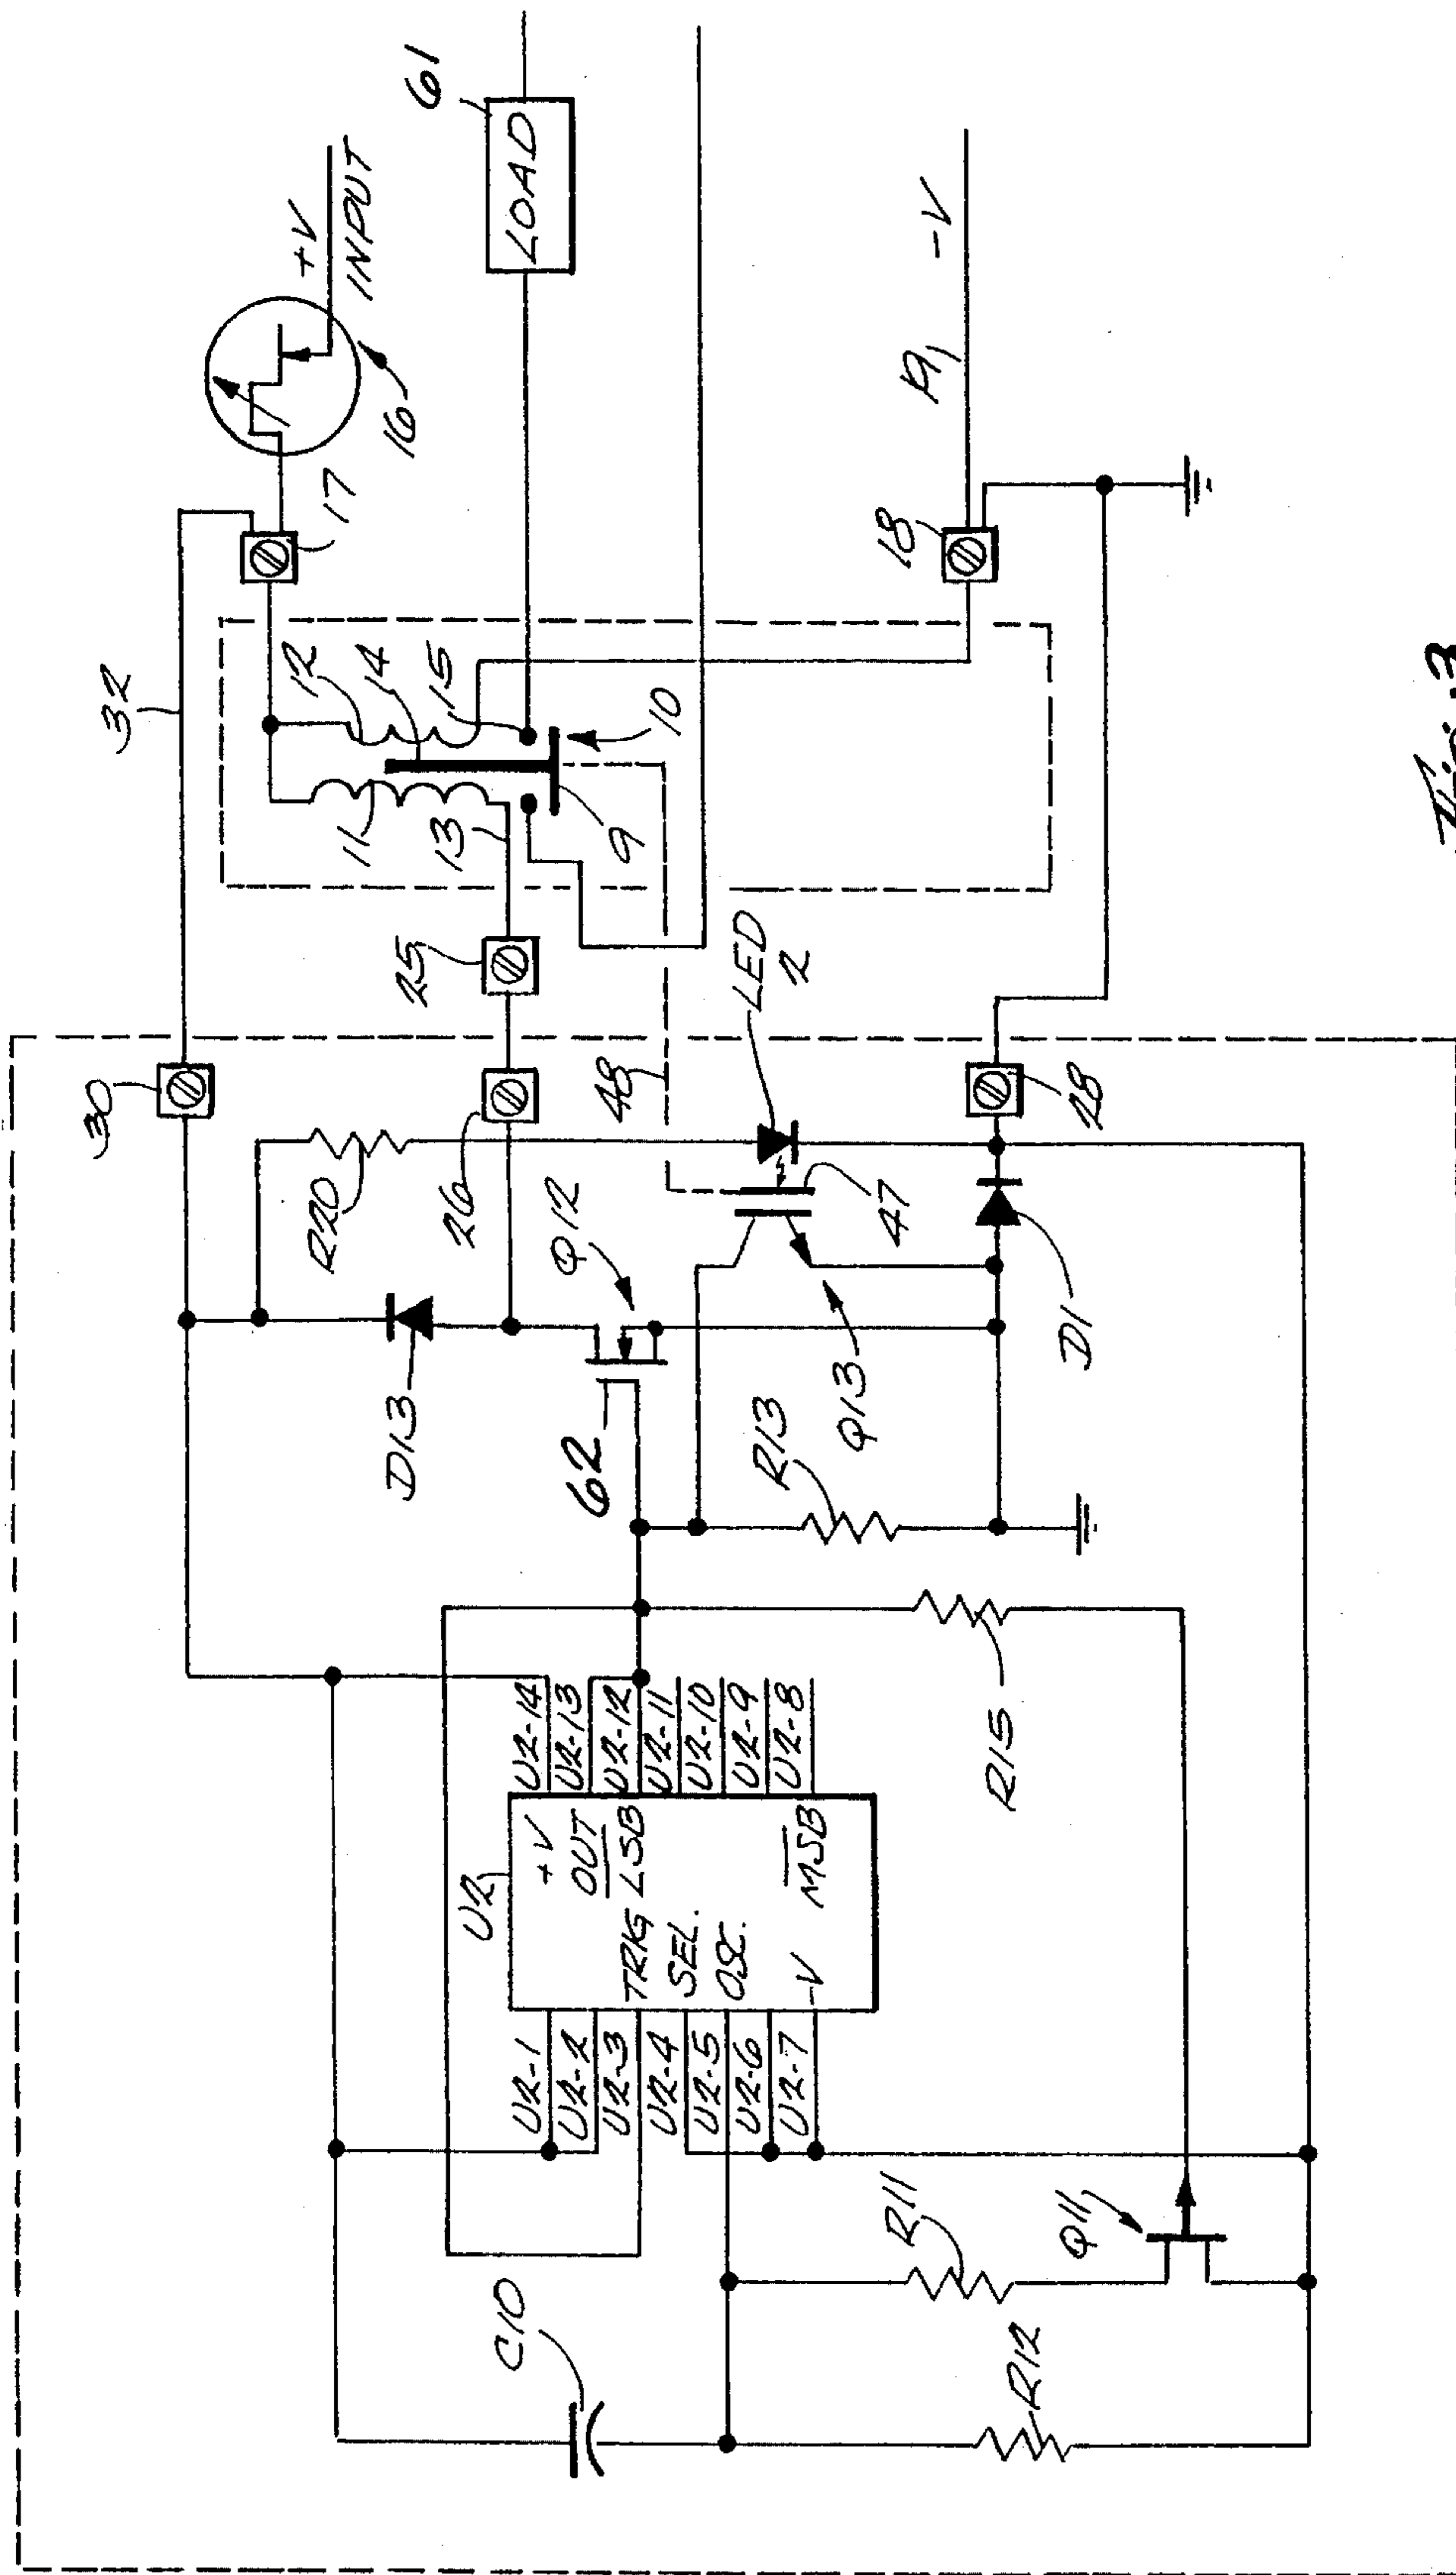 32
+V
INPUT
16
17
61
LOAD
30
12
14
15
11
13
10
9
25
26
48
LED
2
R20
D13
Q12
62
47
Q13
R13
D1
28
18
A1
-V
U2
U2-1
U2-2
U2-3
U2-4
U2-5
U2-6
U2-7
+V
OUT
TRIG LSB
SEL.
OSC.
-V
MSB
U2-14
U2-13
U2-12
U2-11
U2-10
U2-9
U2-8
R15
C10
R11
R12
Q11
Fig. 3